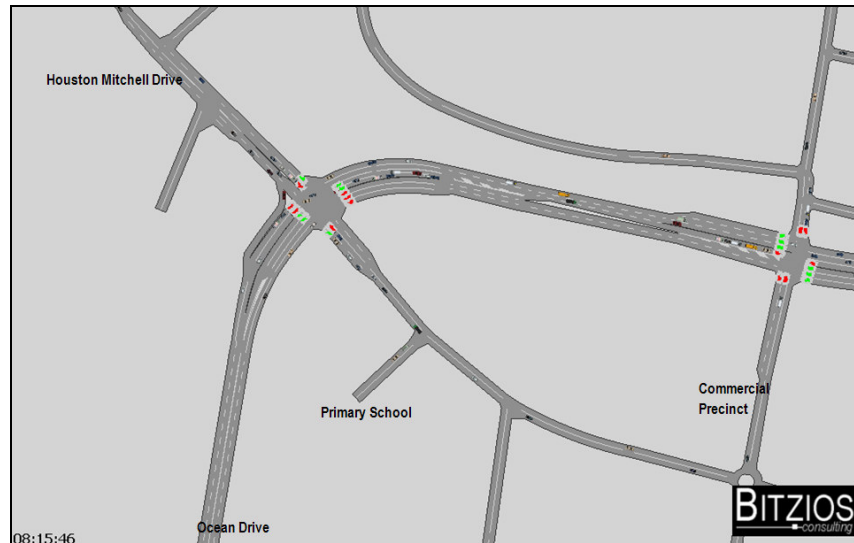 Houston Mitchell Drive
Primary School
Commercial
Precinct
Ocean Drive
08:15:46
BITZIOS
consulting